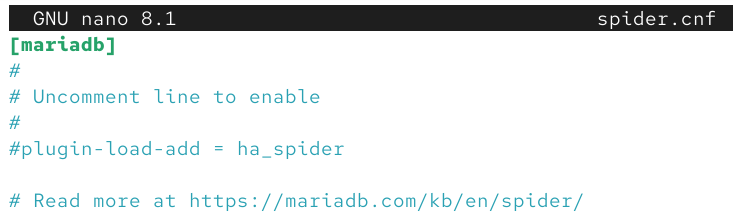 GNU nano 8.1 spider.cnf
[mariadb]
#
# Uncomment line to enable
#
#plugin-load-add = ha_spider
# Read more at https://mariadb.com/kb/en/spider/